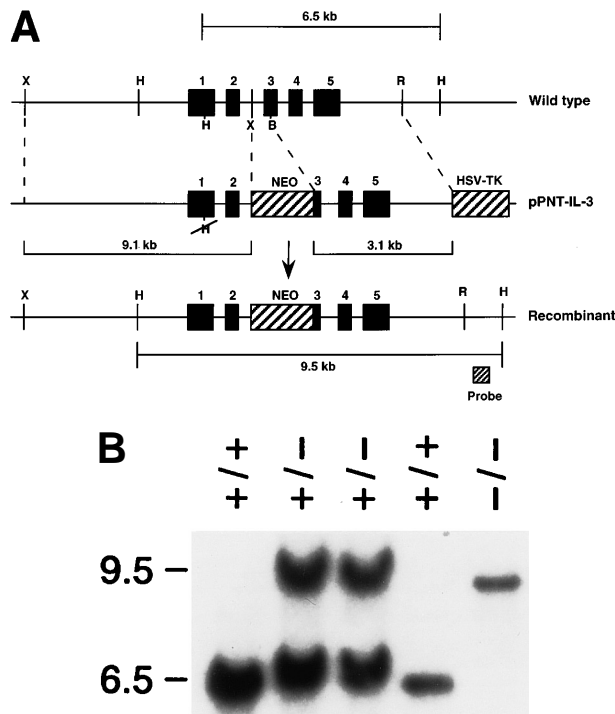 A
6.5 kb
X H 1 2 3 4 5 R H
Wild type
H X B
1 2 NEO 3 4 5 HSV-TK
pPNT-IL-3
H
9.1 kb 3.1 kb
X H 1 2 NEO 3 4 5 R H
Recombinant
9.5 kb
Probe
B
+/+ -/+ -/+ +/+ -/-
9.5 –
6.5 –